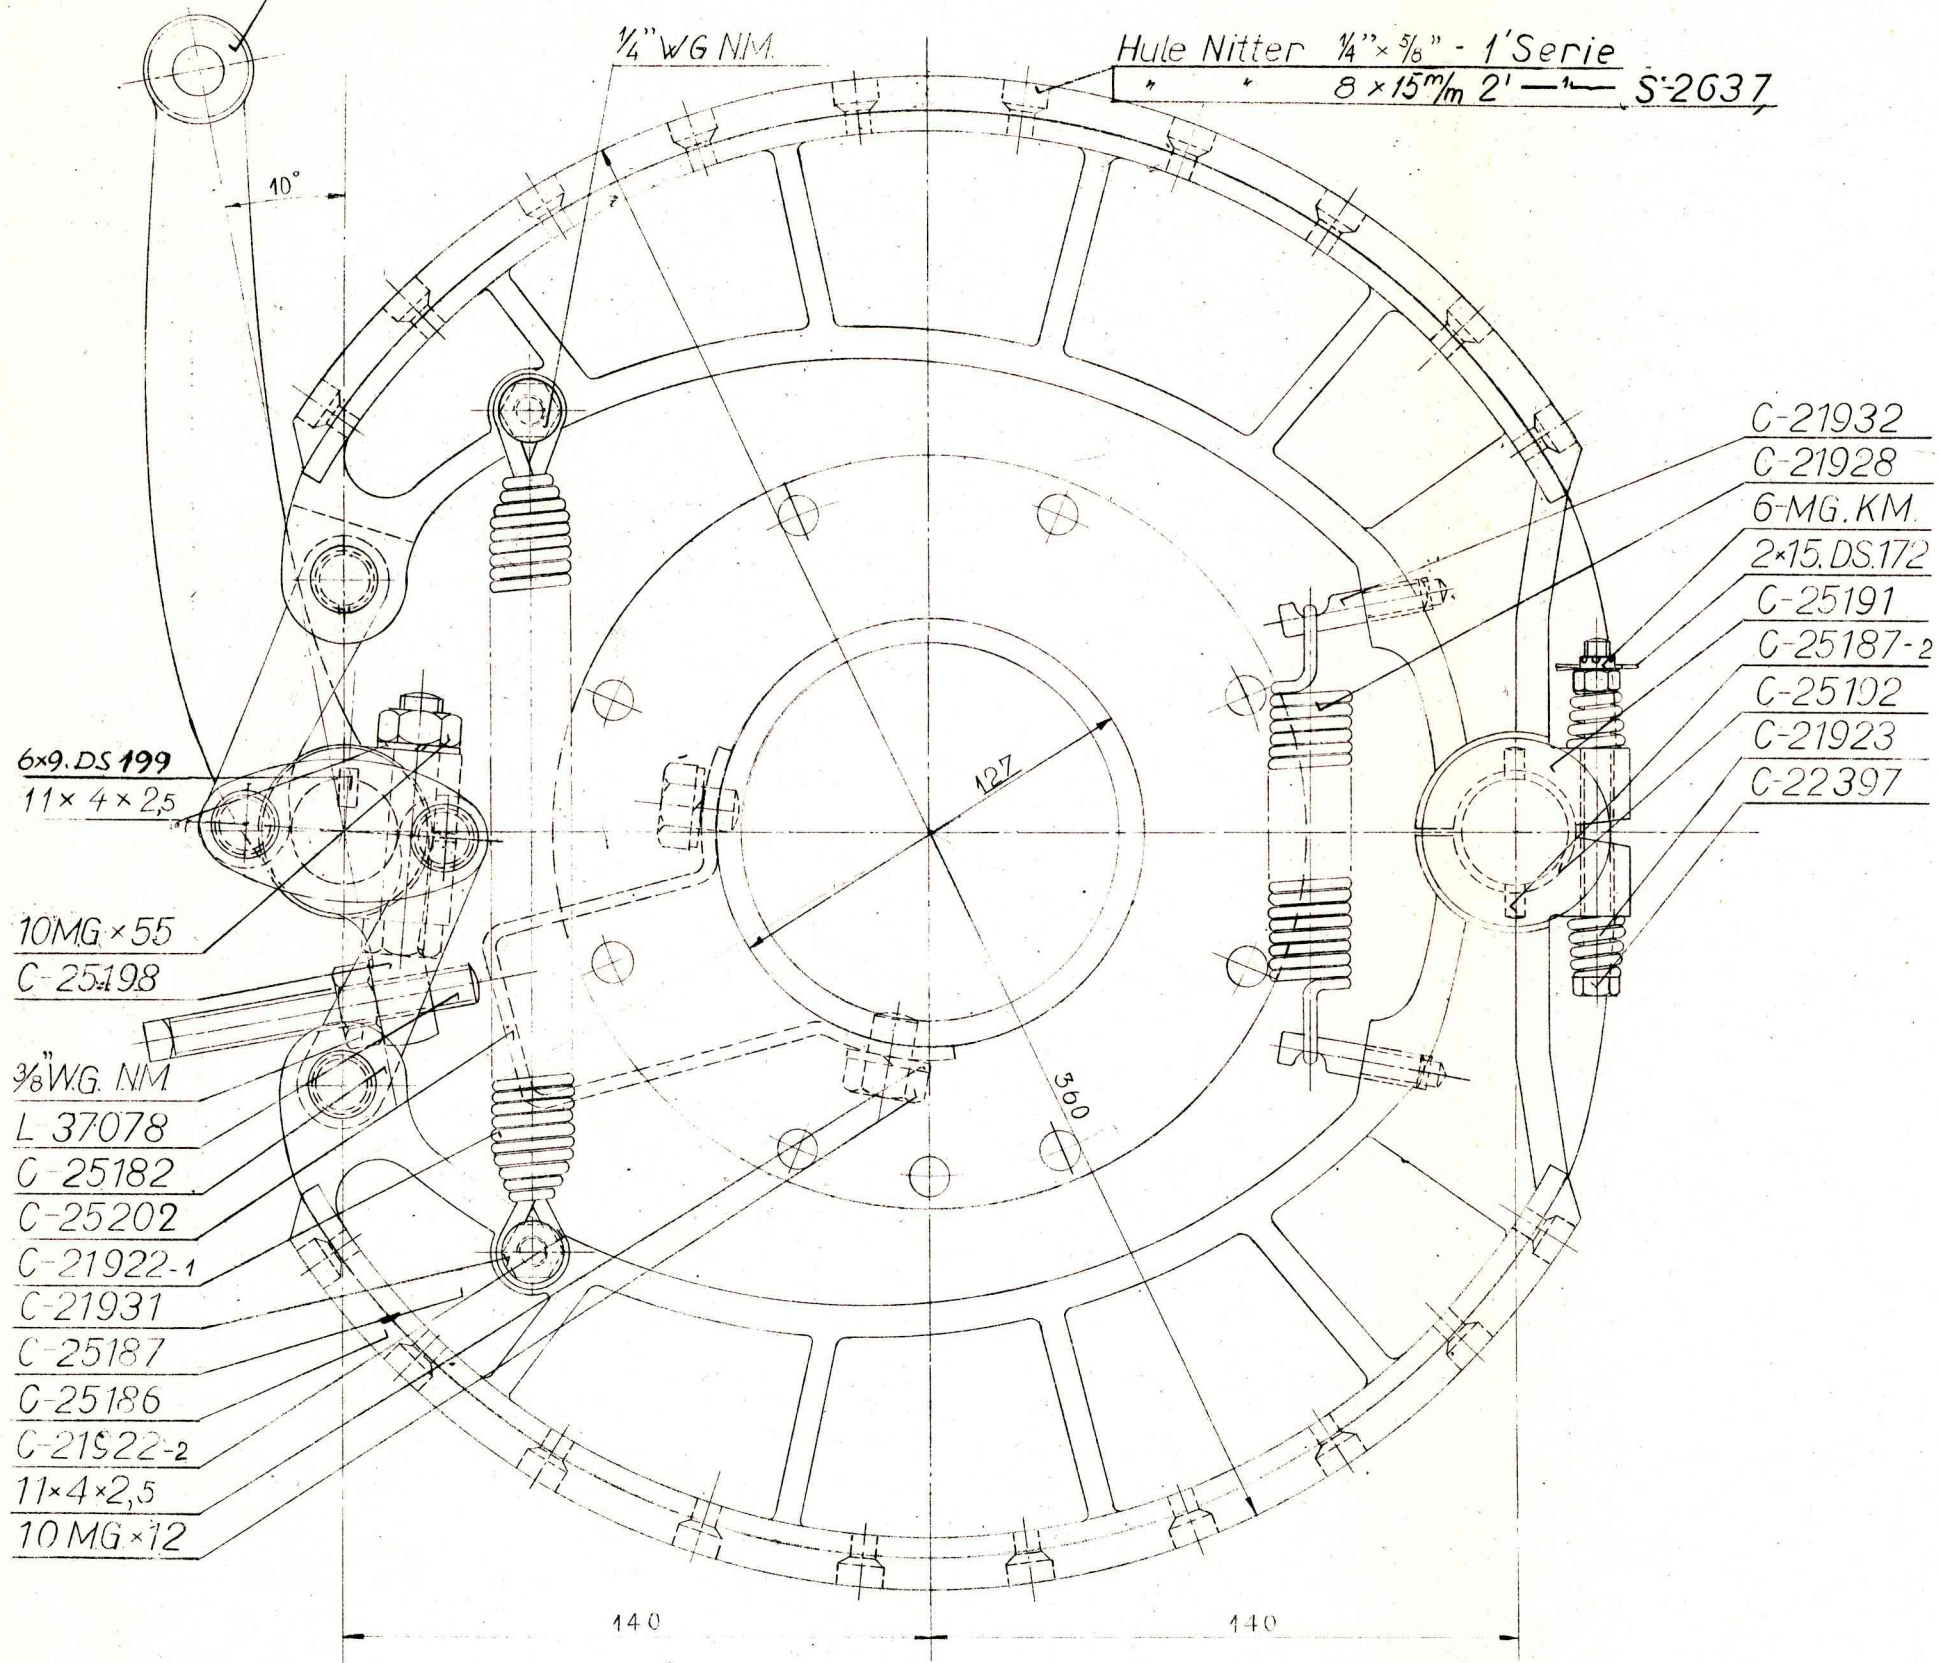 ¼" WG NM.
Hule Nitter ¼" × ⅝" - 1' Serie
" " 8 × 15 m/m 2' —"— S-2637
10°
C-21932
C-21928
6-MG. KM.
2×15. DS. 172
C-25191
C-25187-2
C-25192
C-21923
C-22397
6×9. DS 199
11× 4 × 2,5
127
10MG × 55
C-25198
⅜" W.G. NM
L 37078
C-25182
C-25202
C-21922-1
C-21931
C-25187
C-25186
C-21922-2
11×4×2,5
10 MG ×12
360
140
140